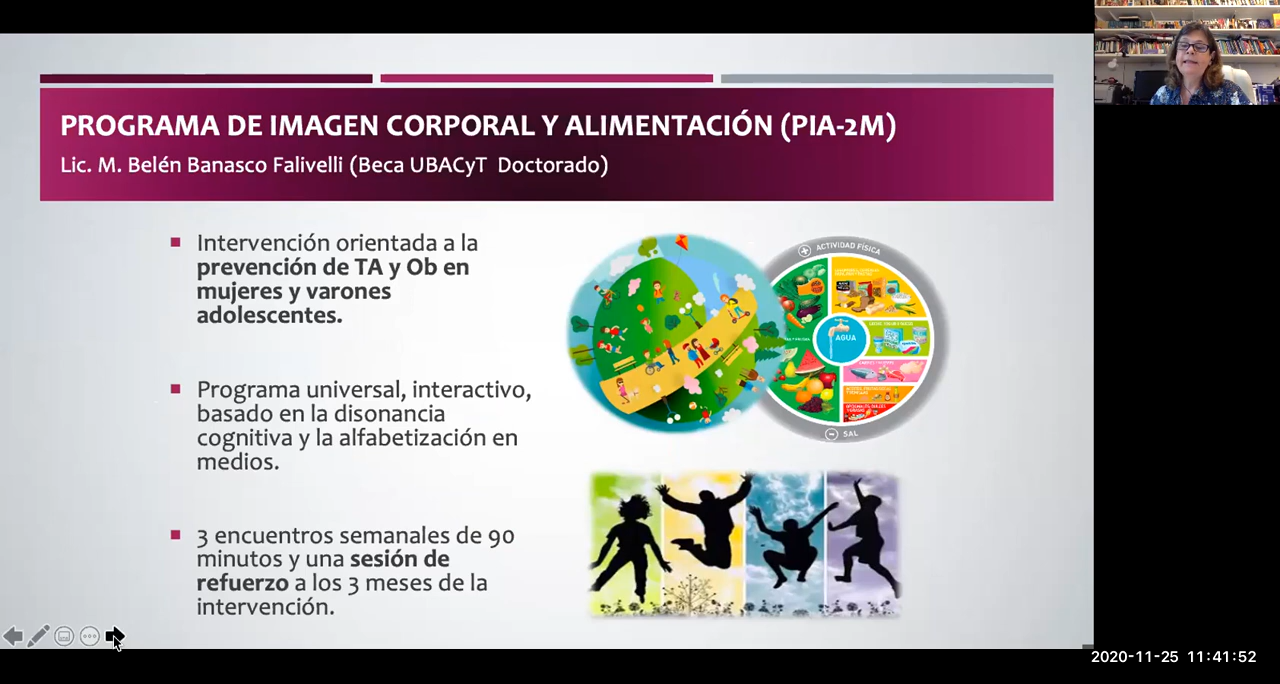 PROGRAMA DE IMAGEN CORPORAL Y ALIMENTACIÓN (PIA-2M)
Lic. M. Belén Banasco Falivelli (Beca UBACyT Doctorado)
Intervención orientada a la
prevención de TA y Ob en
mujeres y varones
adolescentes.
Programa universal, interactivo,
basado en la disonancia
cognitiva y la alfabetización en
medios.
3 encuentros semanales de 90
minutos y una sesión de
refuerzo a los 3 meses de la
intervención.
ACTIVIDAD FÍSICA
AGUA
SAL
2020-11-25 11:41:52